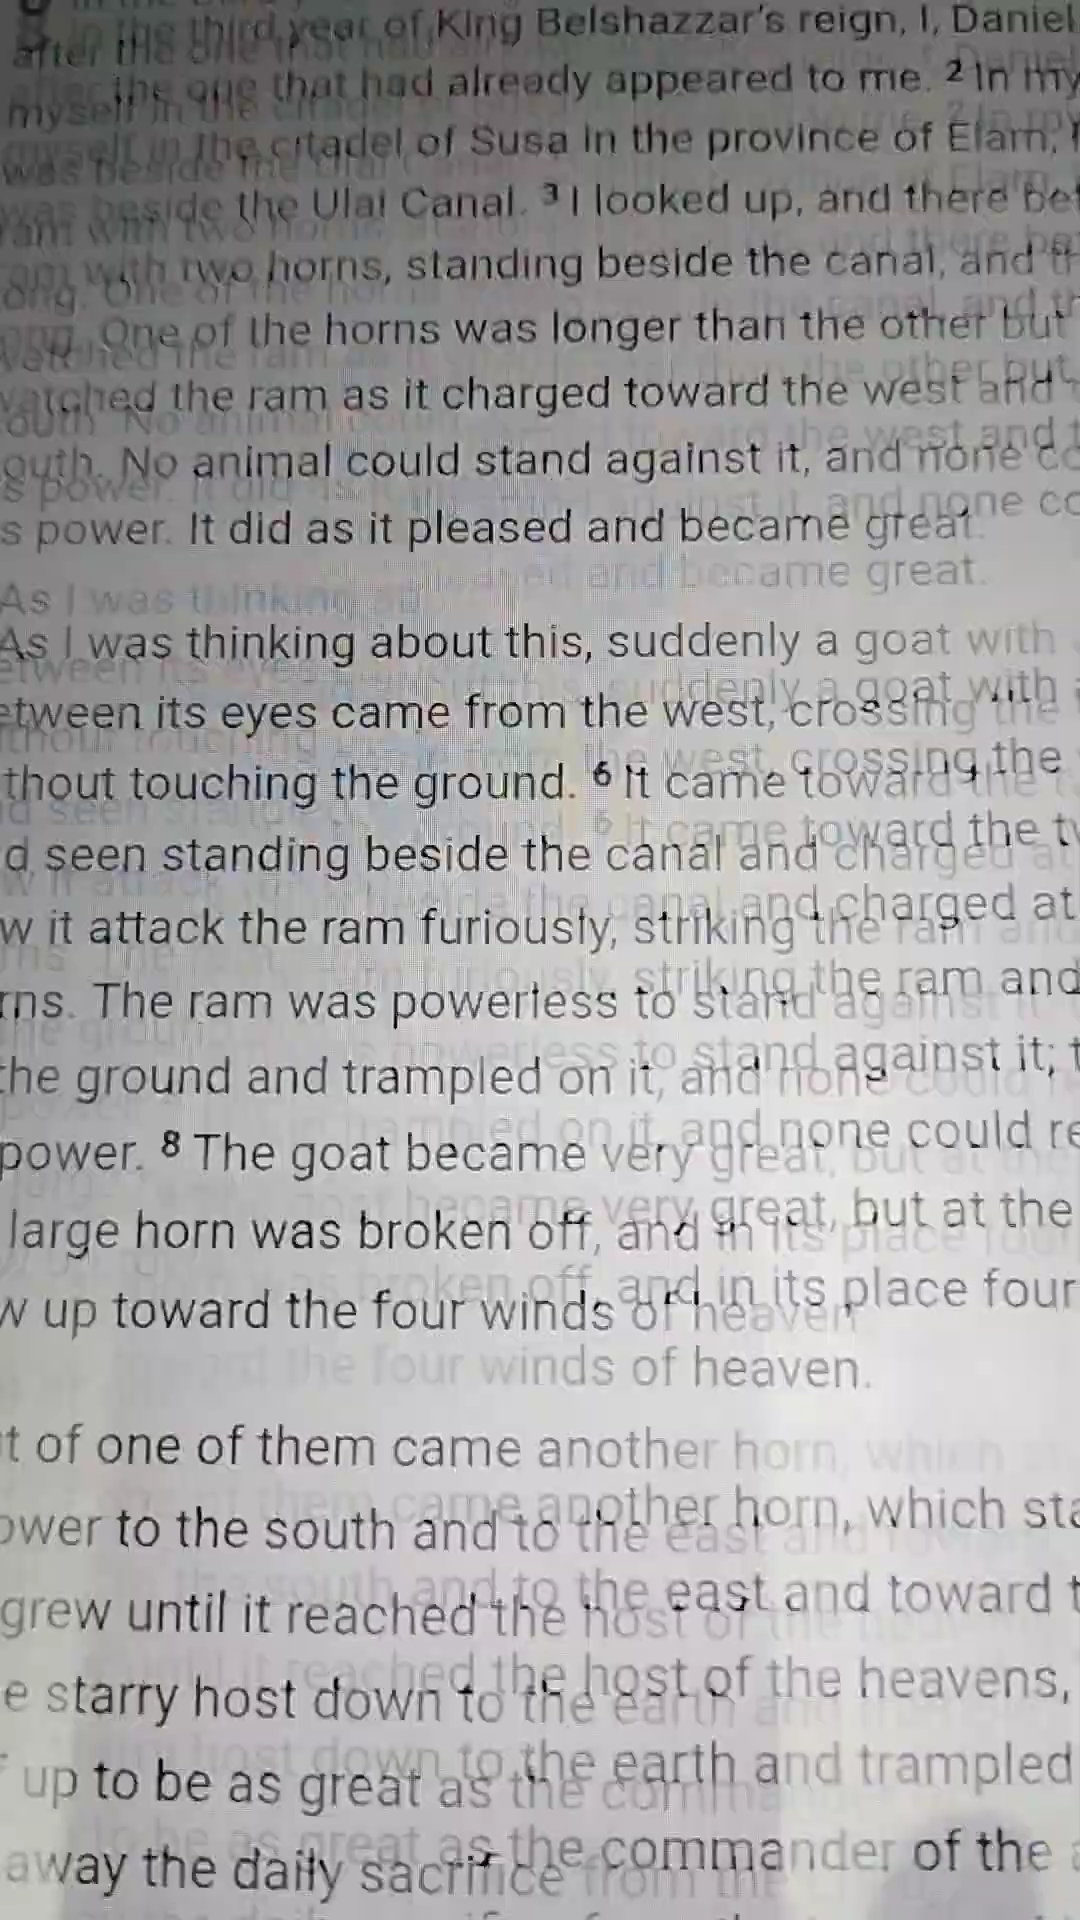 In the third year of King Belshazzar's reign, I, Daniel
after the one that had already appeared to me. 2 In my
myself in the citadel of Susa in the province of Elam;
was beside the Ulai Canal. 3 I looked up, and there
ram with two horns, standing beside the canal, and
One of the horns was longer than the other but
watched the ram as it charged toward the west and
No animal could stand against it, and none
s power. It did as it pleased and became great.
As I was thinking about this, suddenly a goat with
etween its eyes came from the west, crossing the
thout touching the ground. 6 It came toward the
d seen standing beside the canal and charged at
w it attack the ram furiously, striking the ram and
rns. The ram was powerless to stand against it;
the ground and trampled on it, and none could
power. 8 The goat became very great, but at the
large horn was broken off, and in its place four
w up toward the four winds of heaven.
t of one of them came another horn, which
ower to the south and to the east and toward
grew until it reached the host of the heavens,
e starry host down to the earth and trampled
up to be as great as the commander of the
away the daily sacrifice from the